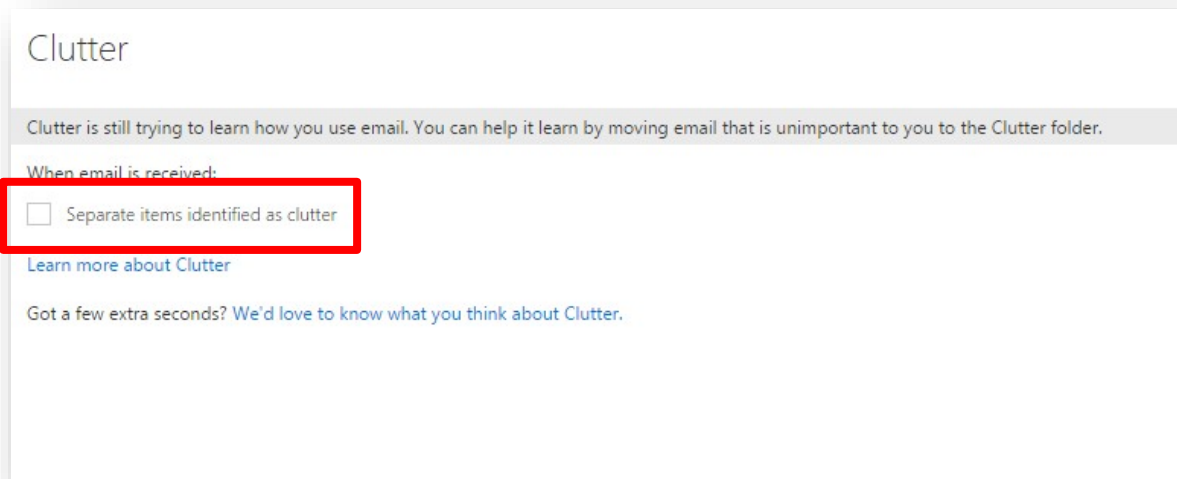 Clutter
Clutter is still trying to learn how you use email. You can help it learn by moving email that is unimportant to you to the Clutter folder.
When email is received:
Separate items identified as clutter
Learn more about Clutter
Got a few extra seconds? We'd love to know what you think about Clutter.